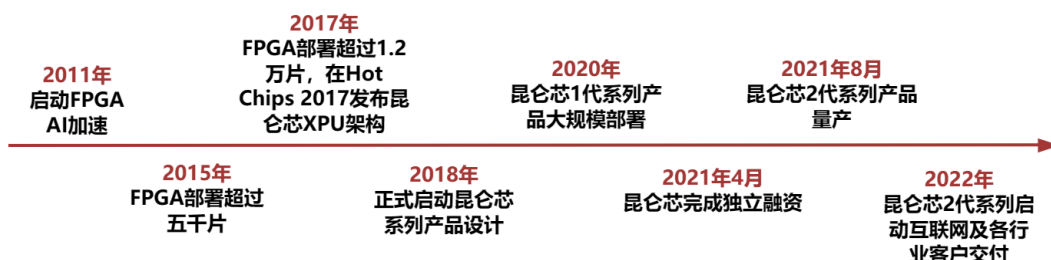 2011年
启动FPGA
AI加速
2015年
FPGA部署超过
五千片
2017年
FPGA部署超过1.2
万片，在Hot
Chips 2017发布昆
仑芯XPU架构
2018年
正式启动昆仑芯
系列产品设计
2020年
昆仑芯1代系列产
品大规模部署
2021年4月
昆仑芯完成独立融资
2021年8月
昆仑芯2代系列产品
量产
2022年
昆仑芯2代系列启
动互联网及各行
业客户交付